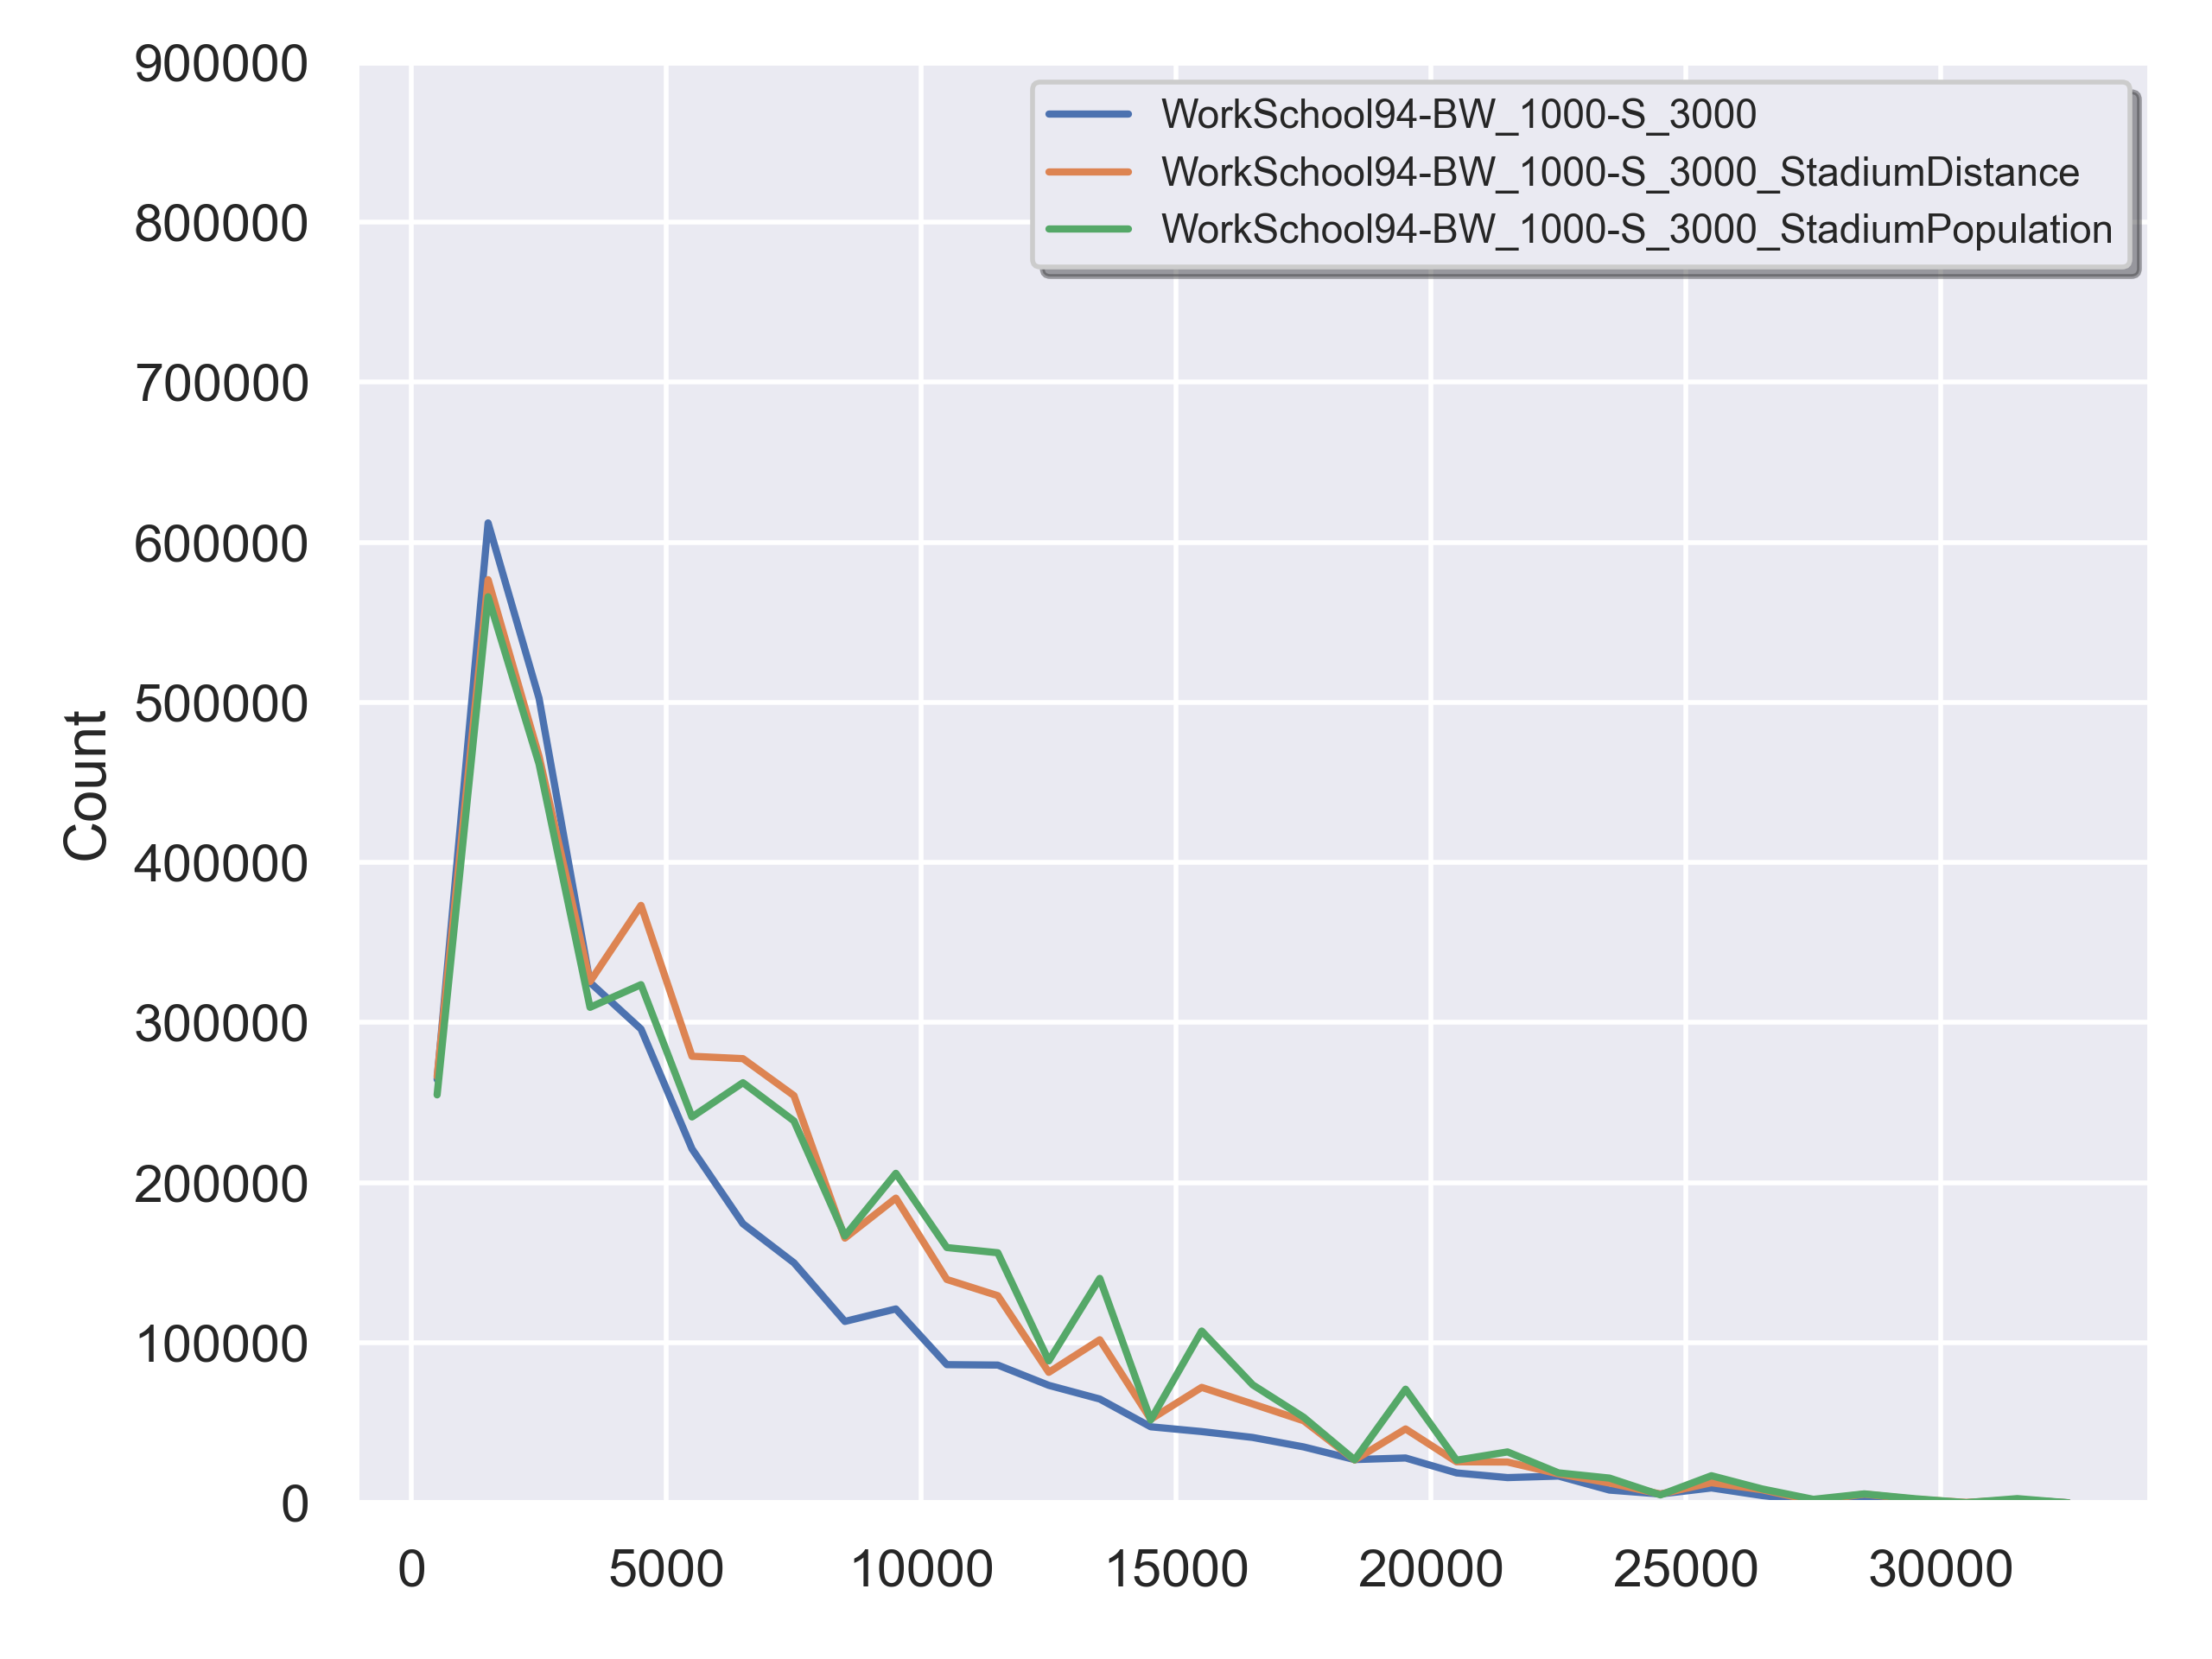 900000
800000
700000
600000
500000
400000
300000
200000
100000
0
Count
WorkSchool94-BW_1000-S_3000
WorkSchool94-BW_1000-S_3000_StadiumDistance
WorkSchool94-BW_1000-S_3000_StadiumPopulation
0 5000 10000 15000 20000 25000 30000